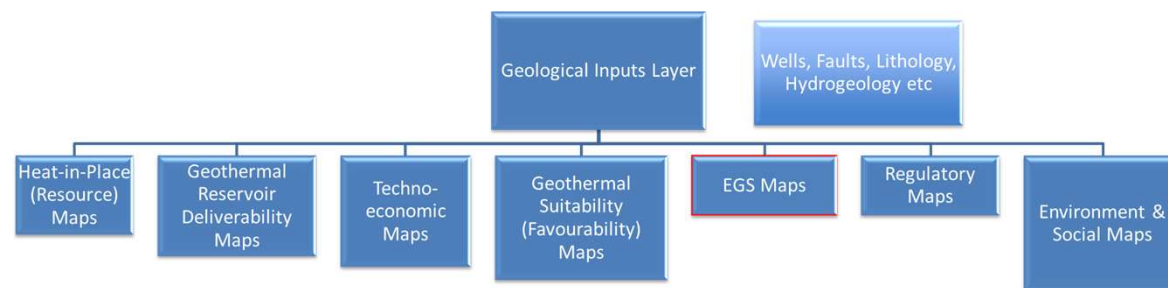 Geological Inputs Layer
Wells, Faults, Lithology,
Hydrogeology etc
Heat-in-Place
(Resource)
Maps
Geothermal
Reservoir
Deliverability
Maps
Techno-
economic
Maps
Geothermal
Suitability
(Favourability)
Maps
EGS Maps
Regulatory
Maps
Environment &
Social Maps